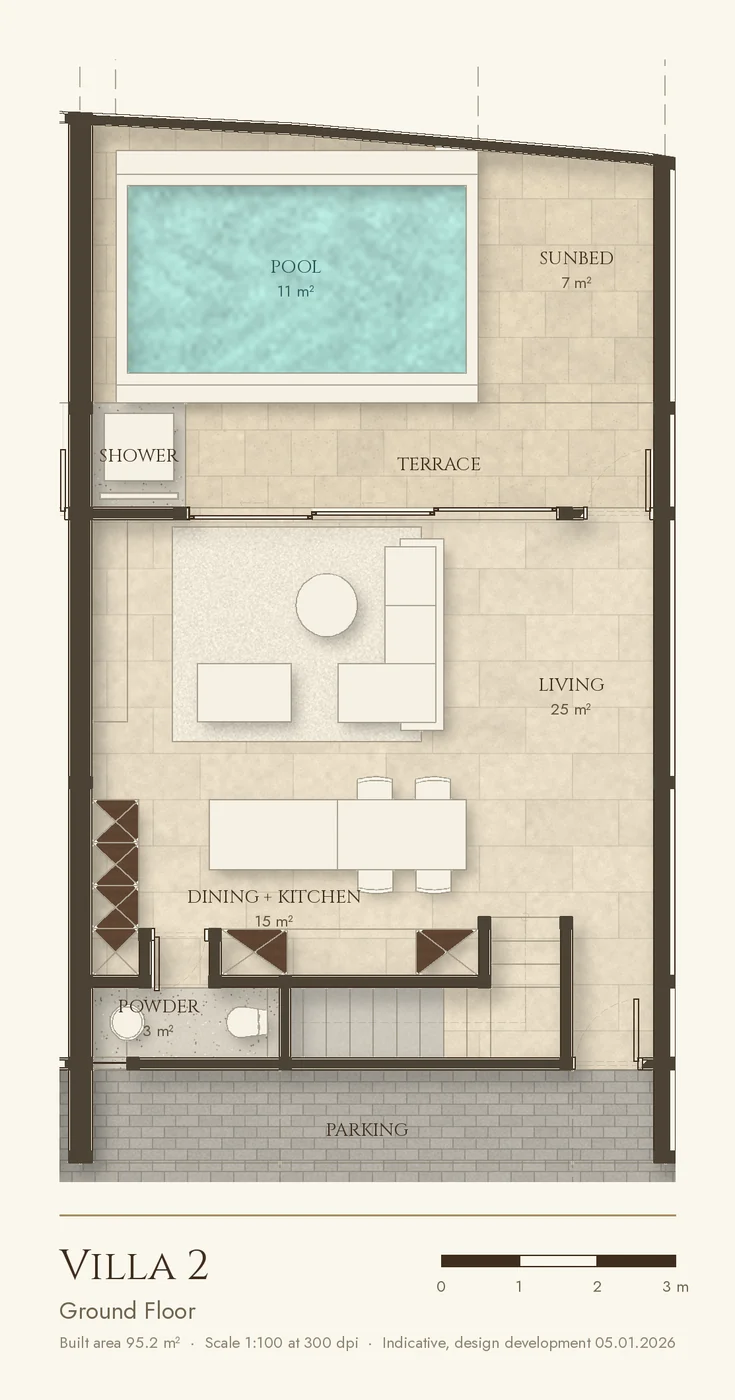 POOL
11 m²
SUNBED
7 m²
SHOWER
TERRACE
LIVING
25 m²
DINING + KITCHEN
15 m²
POWDER
3 m²
PARKING
VILLA 2
0 1 2 3 m
Ground Floor
Built area 95.2 m² · Scale 1:100 at 300 dpi · Indicative, design development 05.01.2026